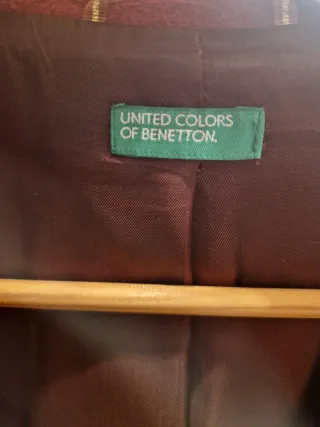 UNITED COLORS
OF BENETTON.